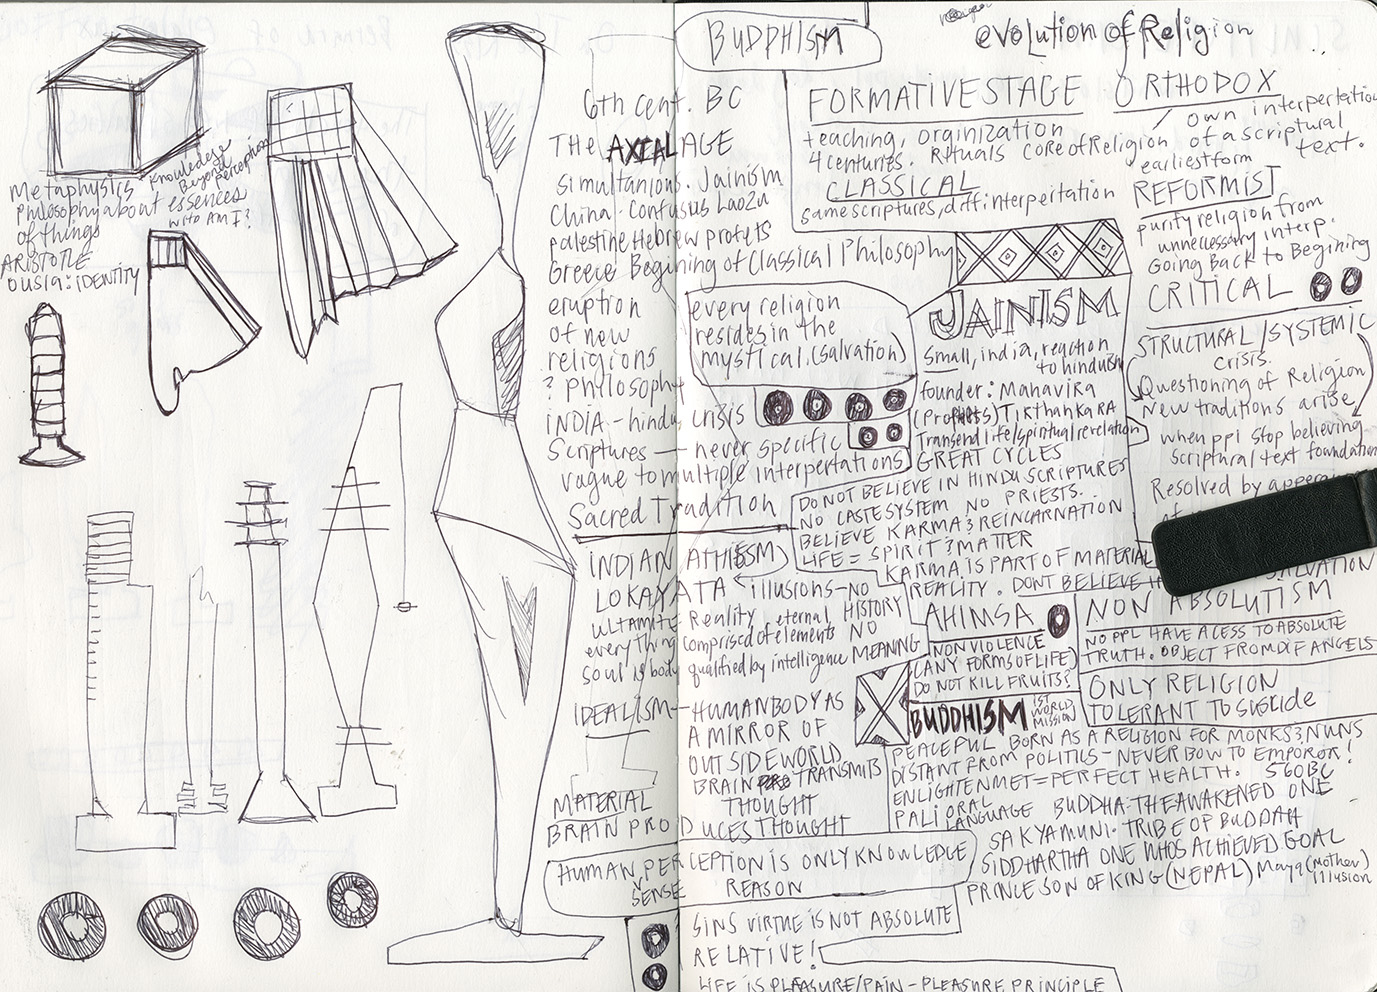 Metaphysics
Knowledege
Beyond
Perception
Philosophy about essences
of things
who Am I?
ARISTOTLE
OUSIA: IDENTITY
6th cent. BC
THE AXIAL AGE
simultanious. Jainism
China - Confusus Laozu
Palestine Hebrew profets
Greece Begining of Classical Philosophy
eruption
of new
religions
? Philosophy
INDIA - hindu crisis
Scriptures — never specific
vague to multiple interpertations
Sacred Tradition
INDIAN ATHIESM
LOKAYATA
illusions - NO
ULTAMITE Reality, eternal HISTORY
everything comprised of elements NO
soul is body qualified by intelligence MEANING
IDEALISM - HUMAN BODY AS
A MIRROR OF
OUTSIDE WORLD
BRAIN TRANSMITS
THOUGHT
MATERIAL
BRAIN PRODUCES THOUGHT
HUMAN PERCEPTION IS ONLY KNOWLEDGE
SENSE REASON
SINS VIRTUE IS NOT ABSOLUTE
RELATIVE!
LIFE IS PLEASURE/PAIN - PLEASURE PRINCIPLE
BUDDHISM
evolution of Religion
FORMATIVE STAGE
teaching, orginization
4 centuries. Rituals core of Religion
CLASSICAL
same scriptures, diff interpertation
every religion
resides in the
mystical. (salvation)
JAINISM
Small, india, reaction
to hinduism
founder: Mahavira
(Profhets) TIKthanKARA
Transend life/spiritual revelation
GREAT CYCLES
DO NOT BELIEVE IN HINDU SCRIPTURES
NO CASTE SYSTEM NO PRIESTS.
BELIEVE KARMA & REINCARNATION
LIFE = SPIRIT & MATTER
KARMA IS PART OF MATERIAL
REALITY. DONT BELIEVE
AHIMSA
NON VIOLENCE
(ANY FORMS OF LIFE)
DO NOT KILL FRUITS?
BUDDHISM 1ST WORLD MISSION
PEACEFUL BORN AS A RELIGION FOR MONKS & NUNS
DISTANT FROM POLITICS - NEVER BOW TO EMPOROR!
ENLIGHTENMET = PERFECT HEALTH. 560BC
PALI ORAL LANGUAGE BUDDHA: THE AWAKENED ONE
SAKYAMUNI - TRIBE OF BUDDAH
SIDDHARTHA ONE WHOS ACHIEVED GOAL
PRINCE SON OF KING (NEPAL) Maya (mother)
illusion
ORTHODOX
own interpertation
of a scriptural
text.
earliest form
REFORMIST
purify religion from
unnecessary interp.
Going Back to Begining
CRITICAL
STRUCTURAL/SYSTEMIC
crisis.
Questioning of Religion
New traditions arise
when ppl stop believing
scriptural text foundation
Resolved by
SALVATION
NON ABSOLUTISM
NO PPL HAVE ACESS TO ABSOLUTE
TRUTH. OBJECT FROM DIF ANGELS
ONLY RELIGION
TOLERANT TO SUSICIDE